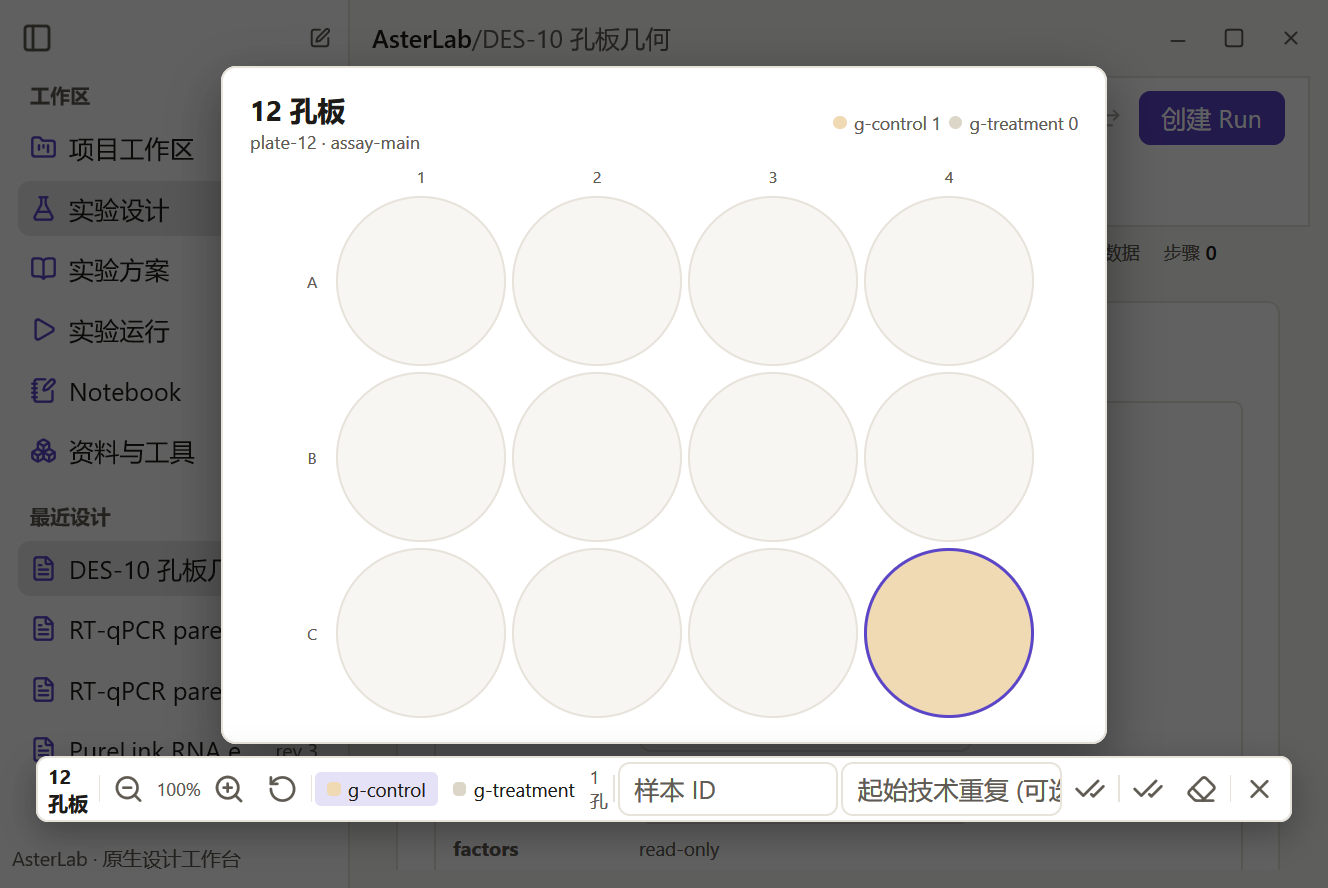 AsterLab/DES-10 孔板几何
工作区
项目工作区
实验设计
实验方案
实验运行
Notebook
资料与工具
最近设计
DES-10 孔板几
RT-qPCR pare
RT-qPCR pare
PureLink RNA e rev 3
AsterLab · 原生设计工作台
创建 Run
数据 步骤 0
12 孔板
plate-12 · assay-main
g-control 1 g-treatment 0
1 2 3 4
A
B
C
12 孔板
100%
g-control
g-treatment
1 孔
样本 ID
起始技术重复 (可选
factors read-only